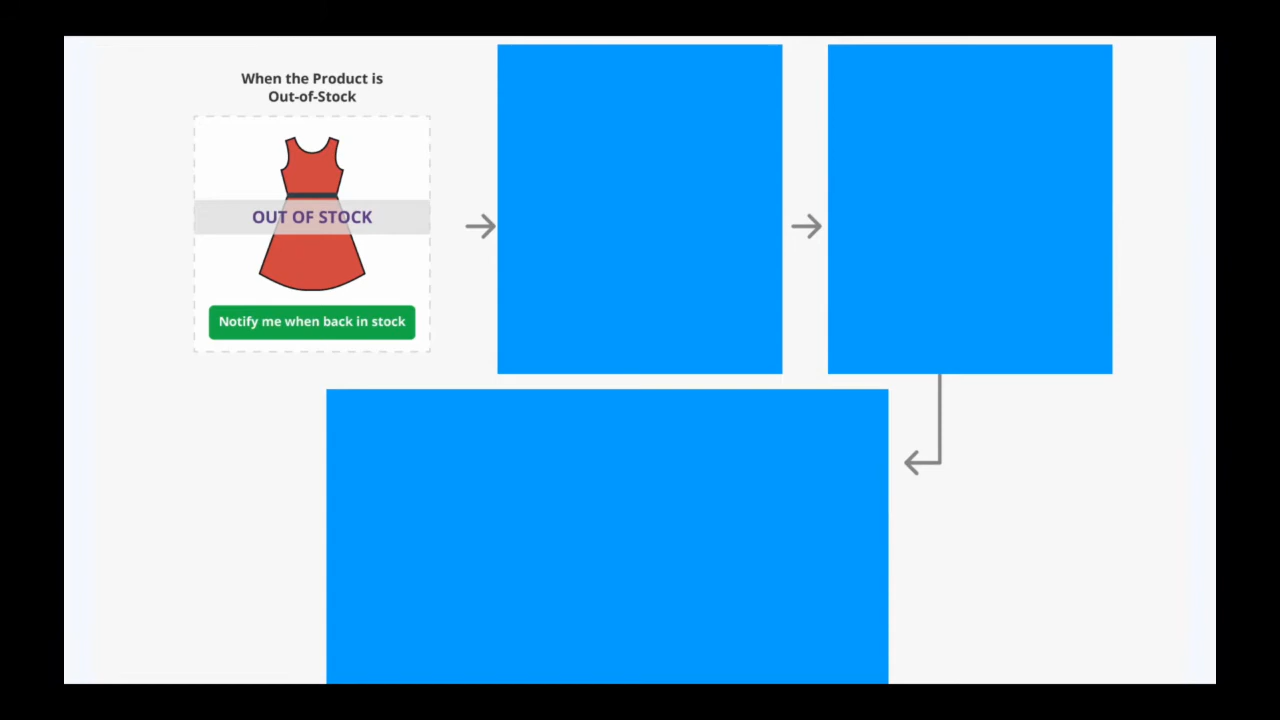 When the Product is
Out-of-Stock
OUT OF STOCK
Notify me when back in stock